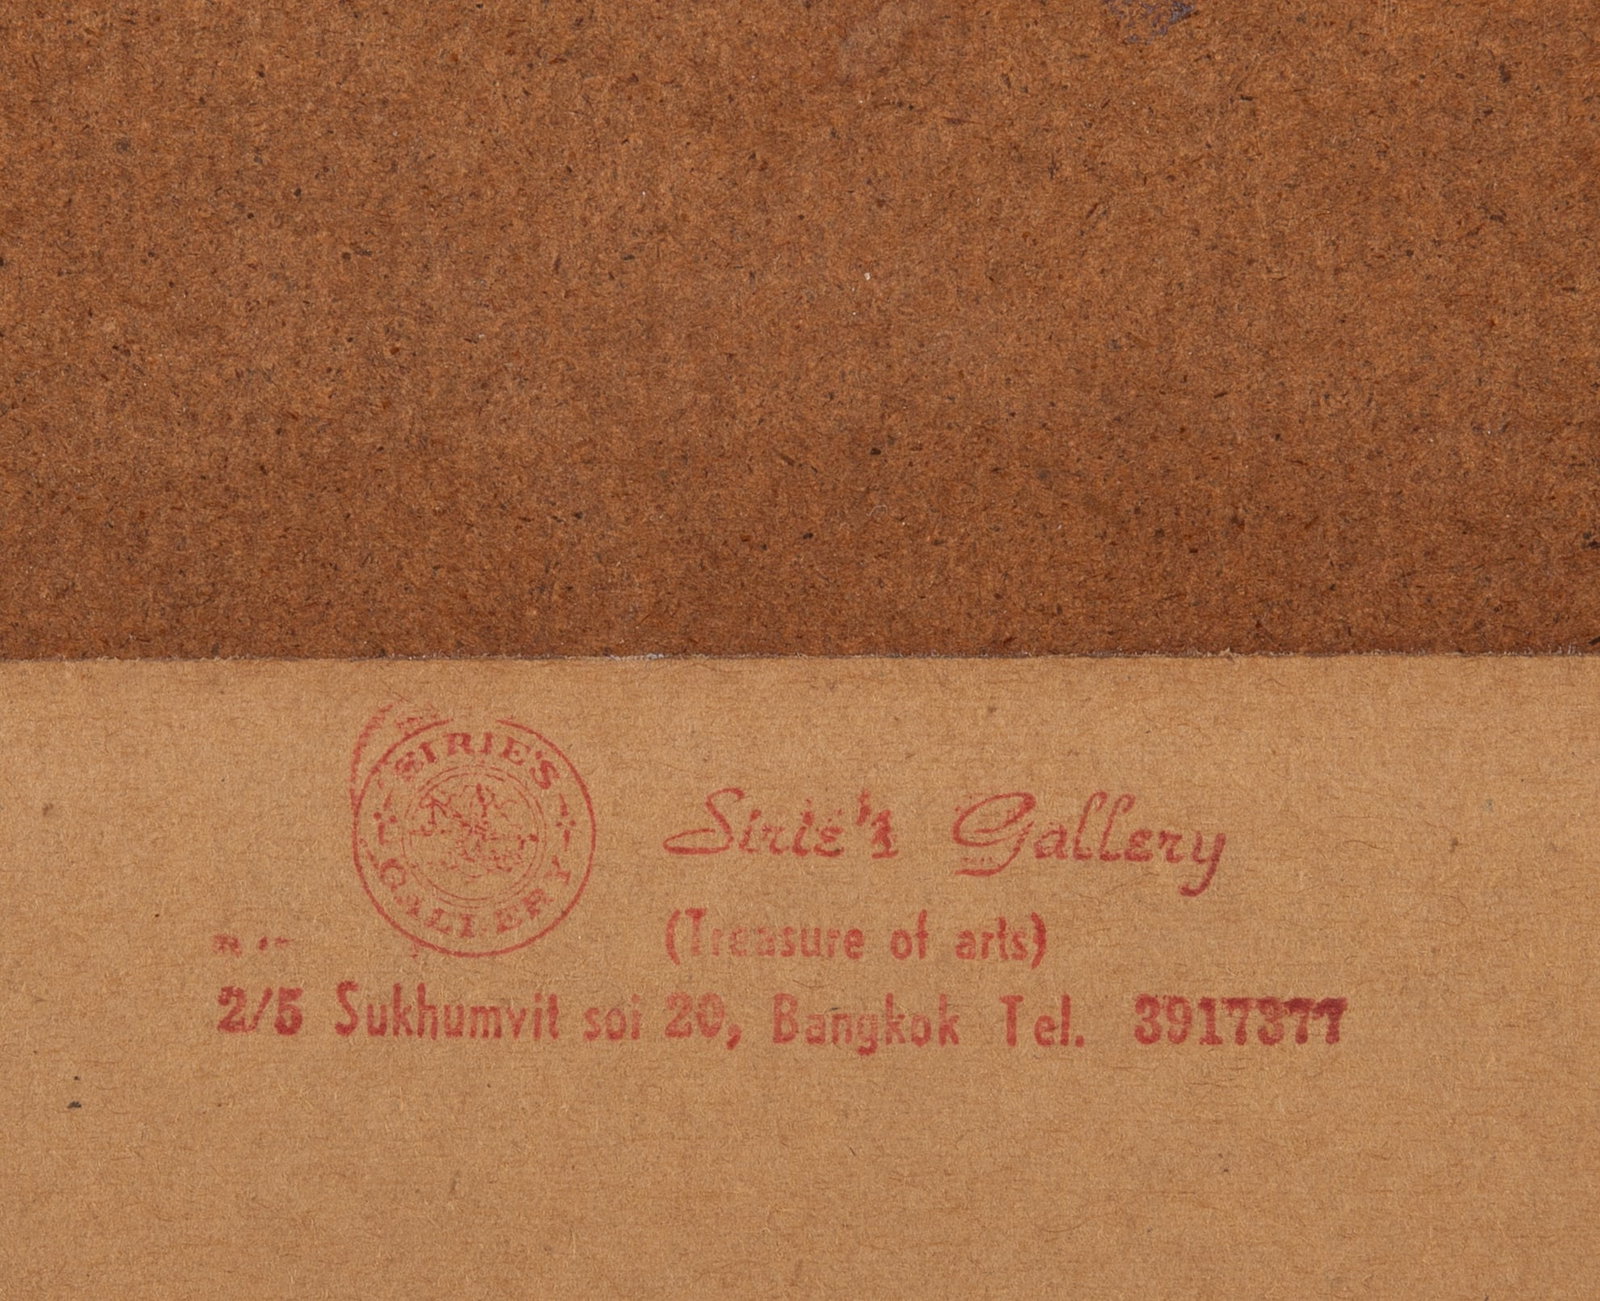 SIRIE'S
GALLERY
Sirie's Gallery
(Treasure of arts)
2/5 Sukhumvit soi 20, Bangkok Tel. 3917377